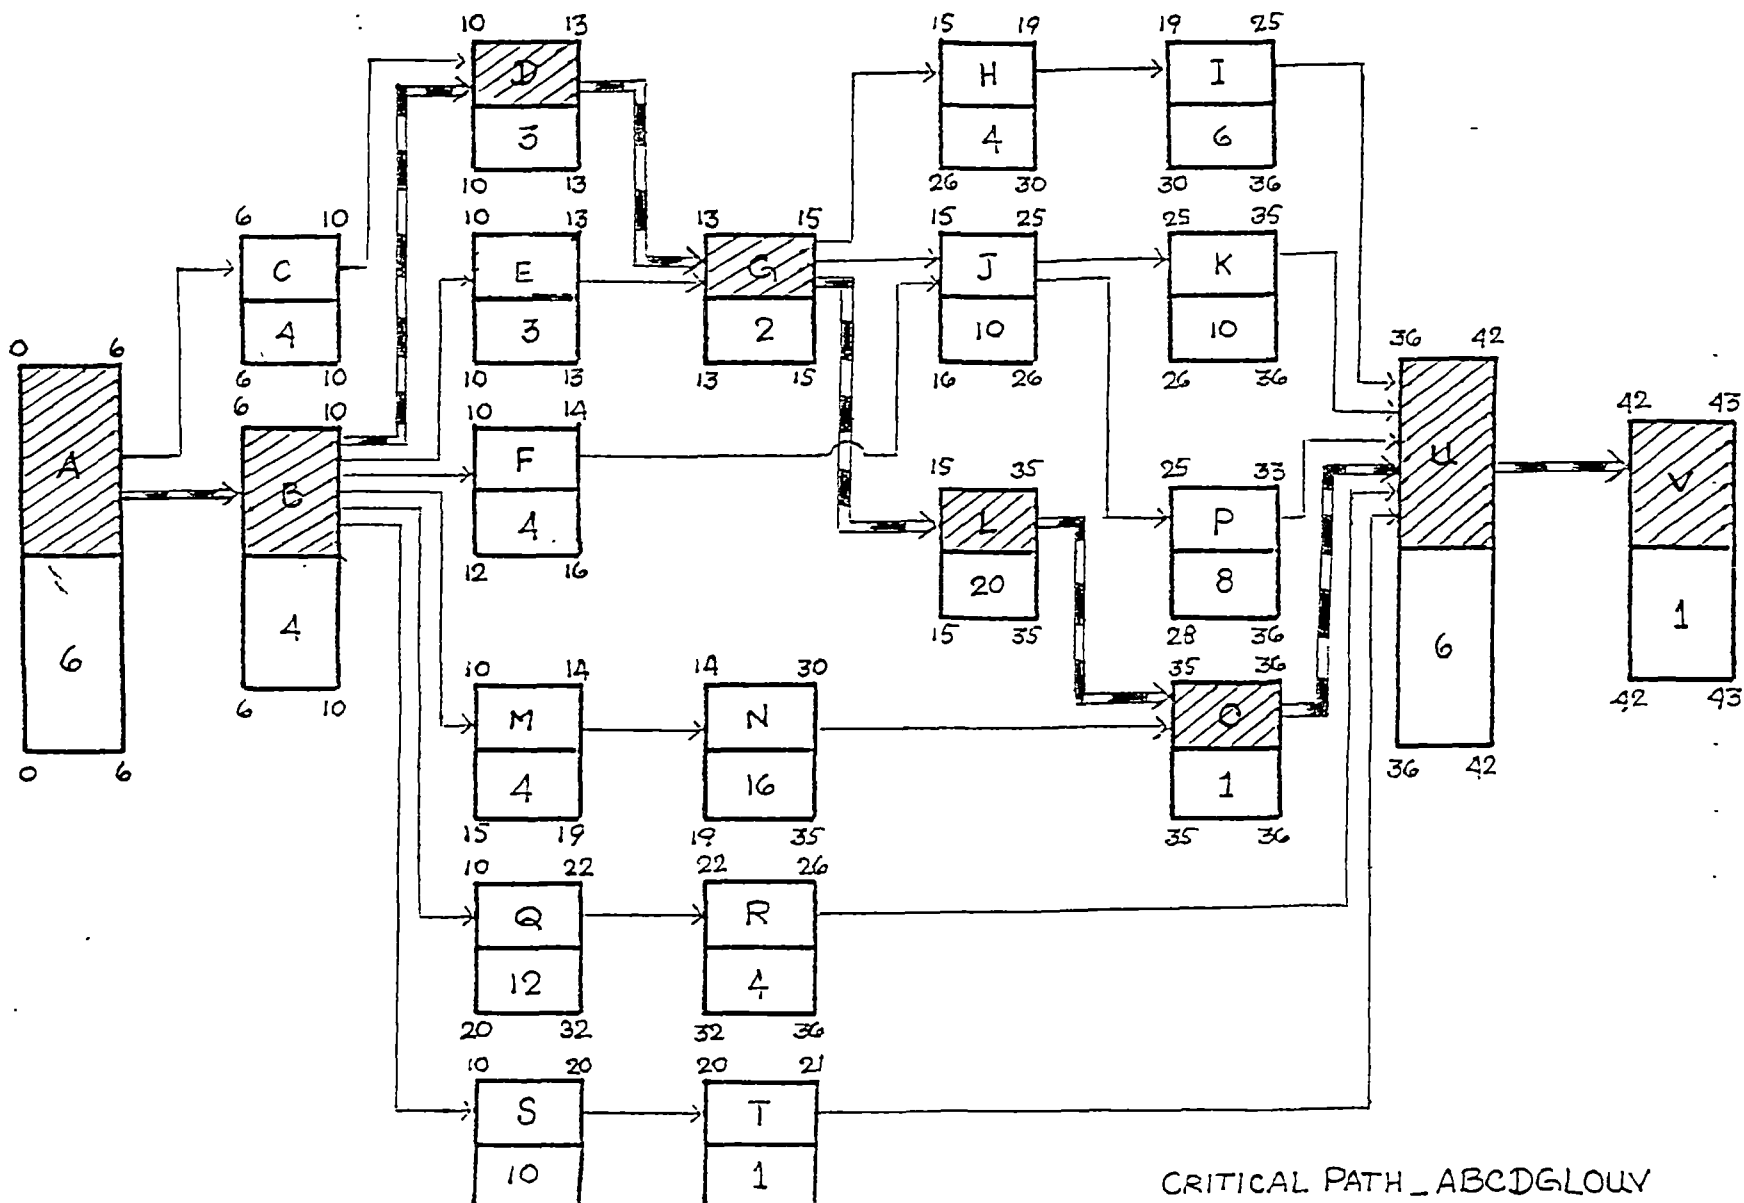 10 13
D
3
10 13
15 19
H
4
26 30
19 25
I
6
30 36
6 10
C
4
6 10
10 13
E
3
10 13
13 15
G
2
13 15
15 25
J
10
16 26
25 35
K
10
26 36
0 6
A
6
0 6
6 10
B
4
6 10
10 14
F
4
12 16
15 35
L
20
15 35
25 33
P
8
28 36
36 42
U
6
36 42
42 43
V
1
42 43
10 14
M
4
15 19
14 30
N
16
19 35
35 36
O
1
35 36
10 22
Q
12
20 32
22 26
R
4
32 36
10 20
S
10
20 21
T
1
CRITICAL PATH_ABCDGLOUV